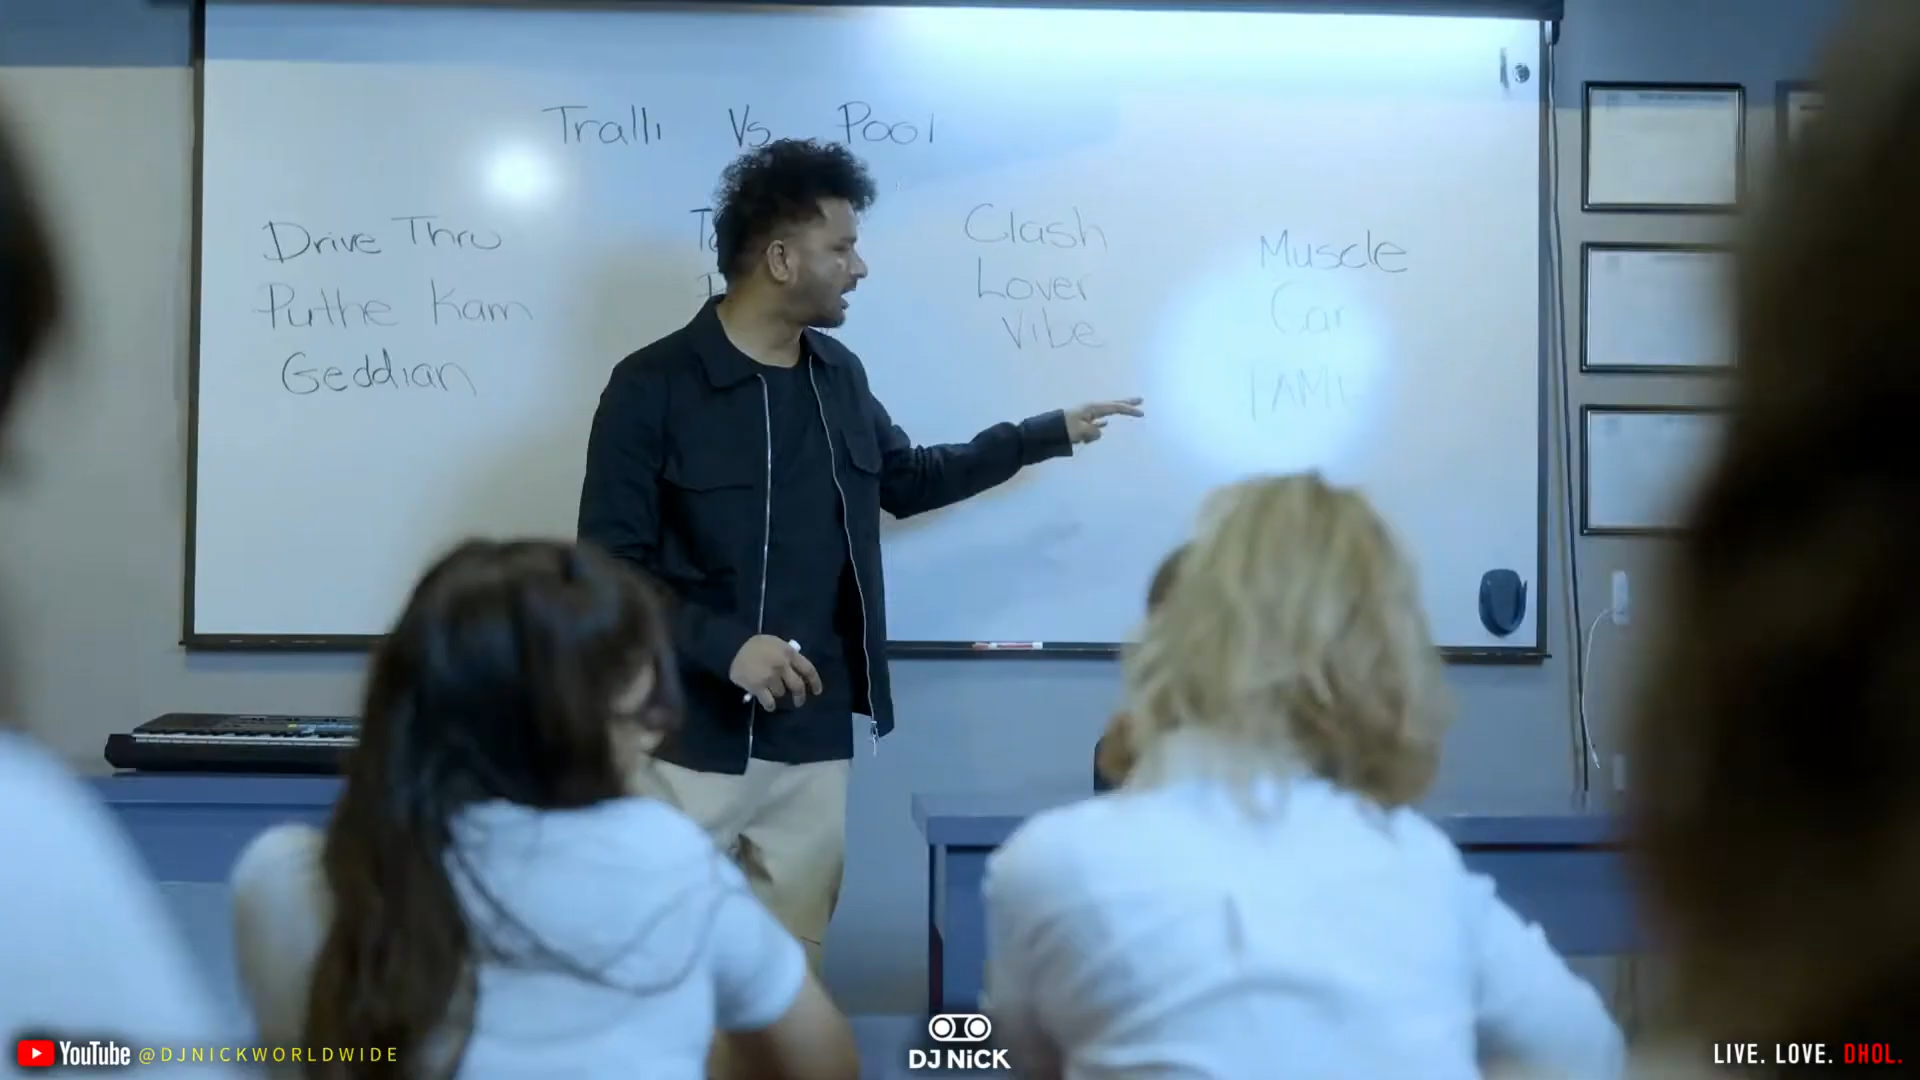 Tralli Vs Pool
Drive Thru
Puthe Kam
Geddian
Clash
Lover
Vibe
Muscle
Car
YouTube @DJNICKWORLDWIDE
DJ NiCK
LIVE. LOVE. DHOL.